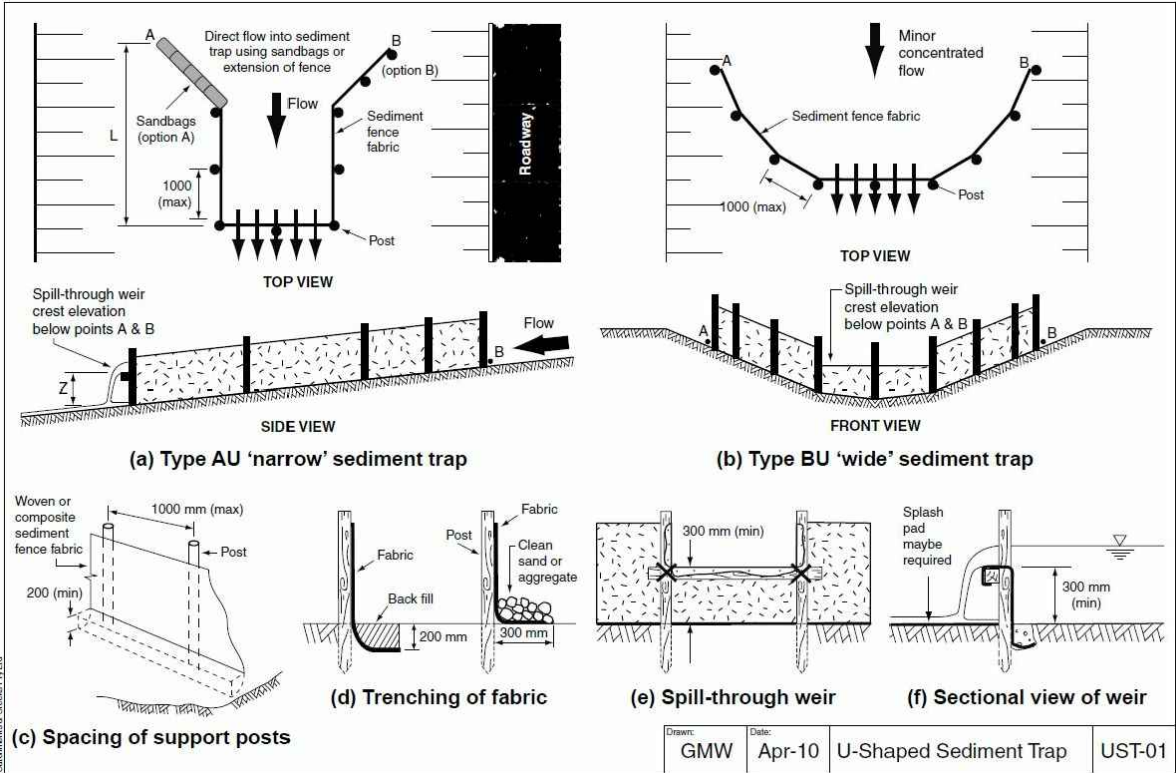 A
Direct flow into sediment
trap using sandbags or
extension of fence
B
(option B)
Flow
Sandbags
(option A)
L
Sediment
fence
fabric
1000
(max)
Post
Roadway
TOP VIEW
Spill-through weir
crest elevation
below points A & B
Flow
B
Z
SIDE VIEW
(a) Type AU ‘narrow’ sediment trap
A
Minor
concentrated
flow
B
Sediment fence fabric
1000 (max)
Post
TOP VIEW
Spill-through weir
crest elevation
below points A & B
A
B
FRONT VIEW
(b) Type BU ‘wide’ sediment trap
Woven or
composite
sediment
fence fabric
1000 mm (max)
Post
200 (min)
(c) Spacing of support posts
Fabric
Back fill
200 mm
Post
Fabric
Clean
sand or
aggregate
300 mm
(d) Trenching of fabric
300 mm (min)
(e) Spill-through weir
Splash
pad
maybe
required
300 mm
(min)
(f) Sectional view of weir
Drawn:
GMW
Date:
Apr-10
U-Shaped Sediment Trap
UST-01